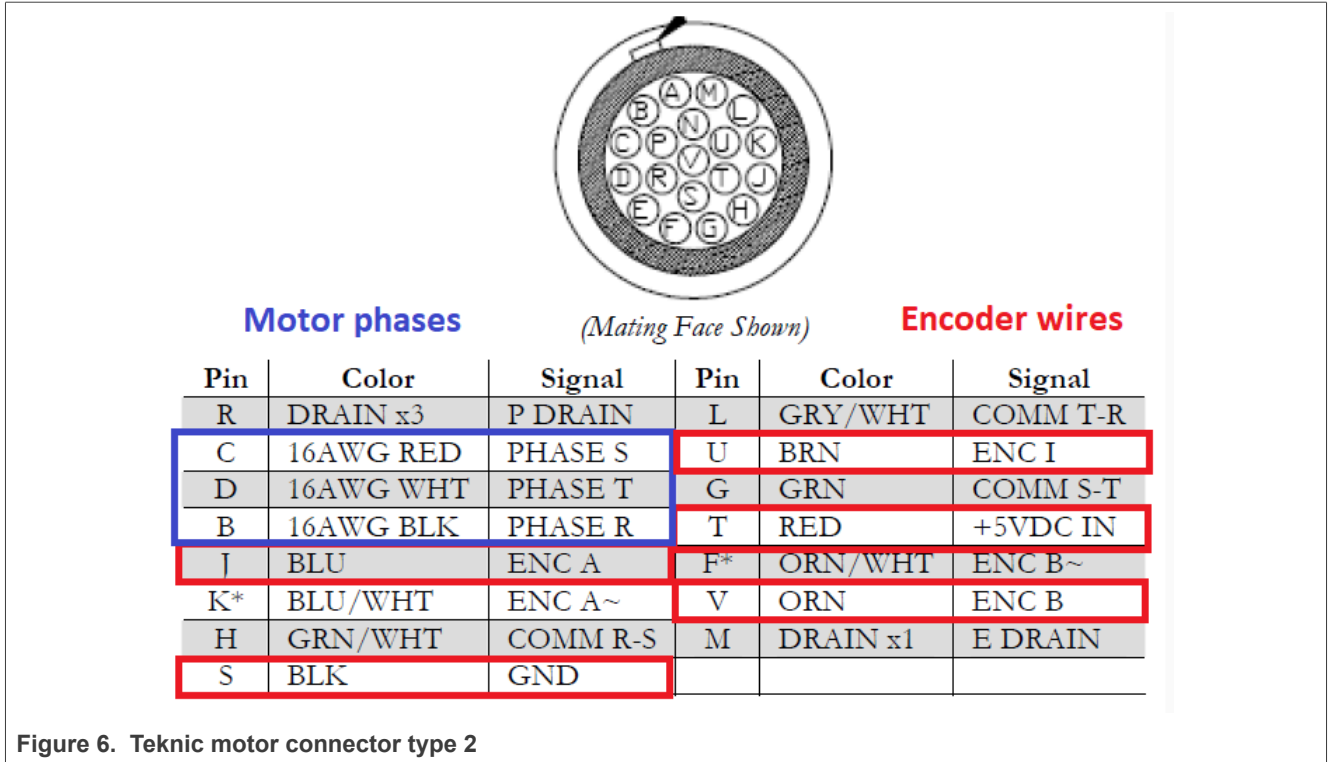 A M
B L
N
C P U K
V
D R T J
S
E H
F G
Motor phases (Mating Face Shown) Encoder wires
Pin Color Signal Pin Color Signal
R DRAIN x3 P DRAIN L GRY/WHT COMM T-R
C 16AWG RED PHASE S U BRN ENC I
D 16AWG WHT PHASE T G GRN COMM S-T
B 16AWG BLK PHASE R T RED +5VDC IN
J BLU ENC A F* ORN/WHT ENC B~
K* BLU/WHT ENC A~ V ORN ENC B
H GRN/WHT COMM R-S M DRAIN x1 E DRAIN
S BLK GND
Figure 6. Teknic motor connector type 2